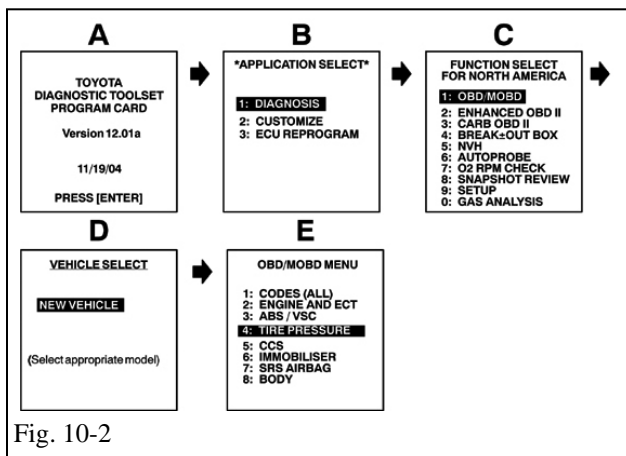 A
TOYOTA
DIAGNOSTIC TOOLSET
PROGRAM CARD
Version 12.01a
11/19/04
PRESS [ENTER]
B
*APPLICATION SELECT*
1: DIAGNOSIS
2: CUSTOMIZE
3: ECU REPROGRAM
C
FUNCTION SELECT
FOR NORTH AMERICA
1: OBD/MOBD
2: ENHANCED OBD II
3: CARB OBD II
4: BREAK±OUT BOX
5: NVH
6: AUTOPROBE
7: O2 RPM CHECK
8: SNAPSHOT REVIEW
9: SETUP
0: GAS ANALYSIS
D
VEHICLE SELECT
NEW VEHICLE
(Select appropriate model)
E
OBD/MOBD MENU
1: CODES (ALL)
2: ENGINE AND ECT
3: ABS / VSC
4: TIRE PRESSURE
5: CCS
6: IMMOBILISER
7: SRS AIRBAG
8: BODY
Fig. 10-2